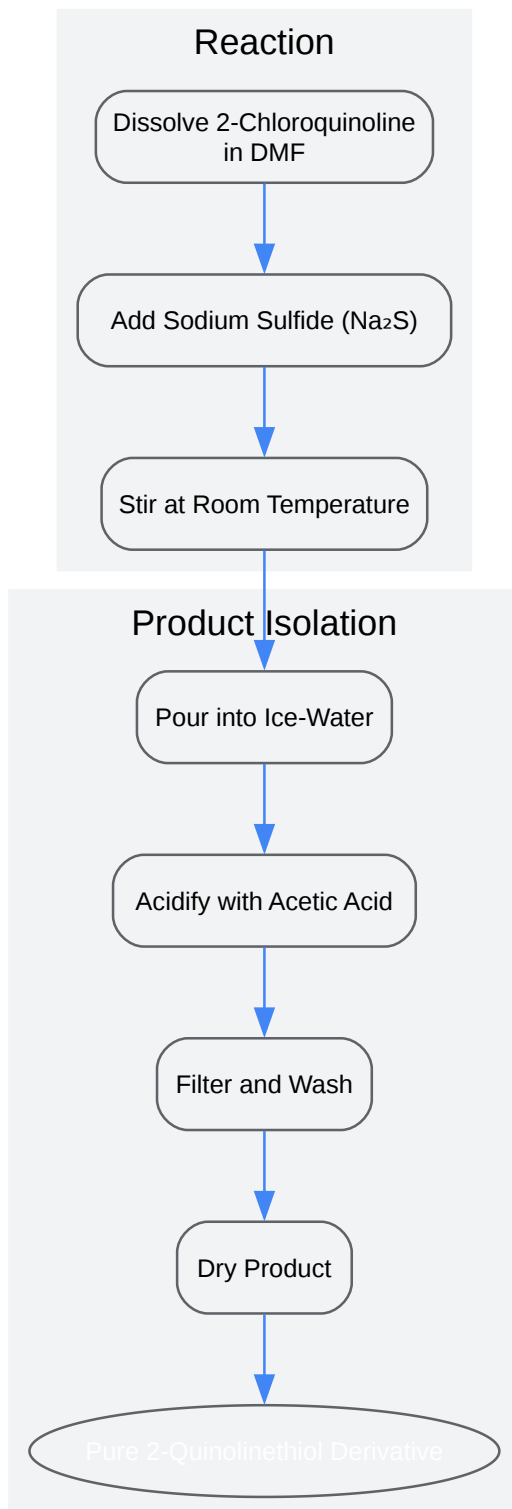 Reaction
Dissolve 2-Chloroquinoline
in DMF
Add Sodium Sulfide (Na₂S)
Stir at Room Temperature
Product Isolation
Pour into Ice-Water
Acidify with Acetic Acid
Filter and Wash
Dry Product
Pure 2-Quinolinethiol Derivative